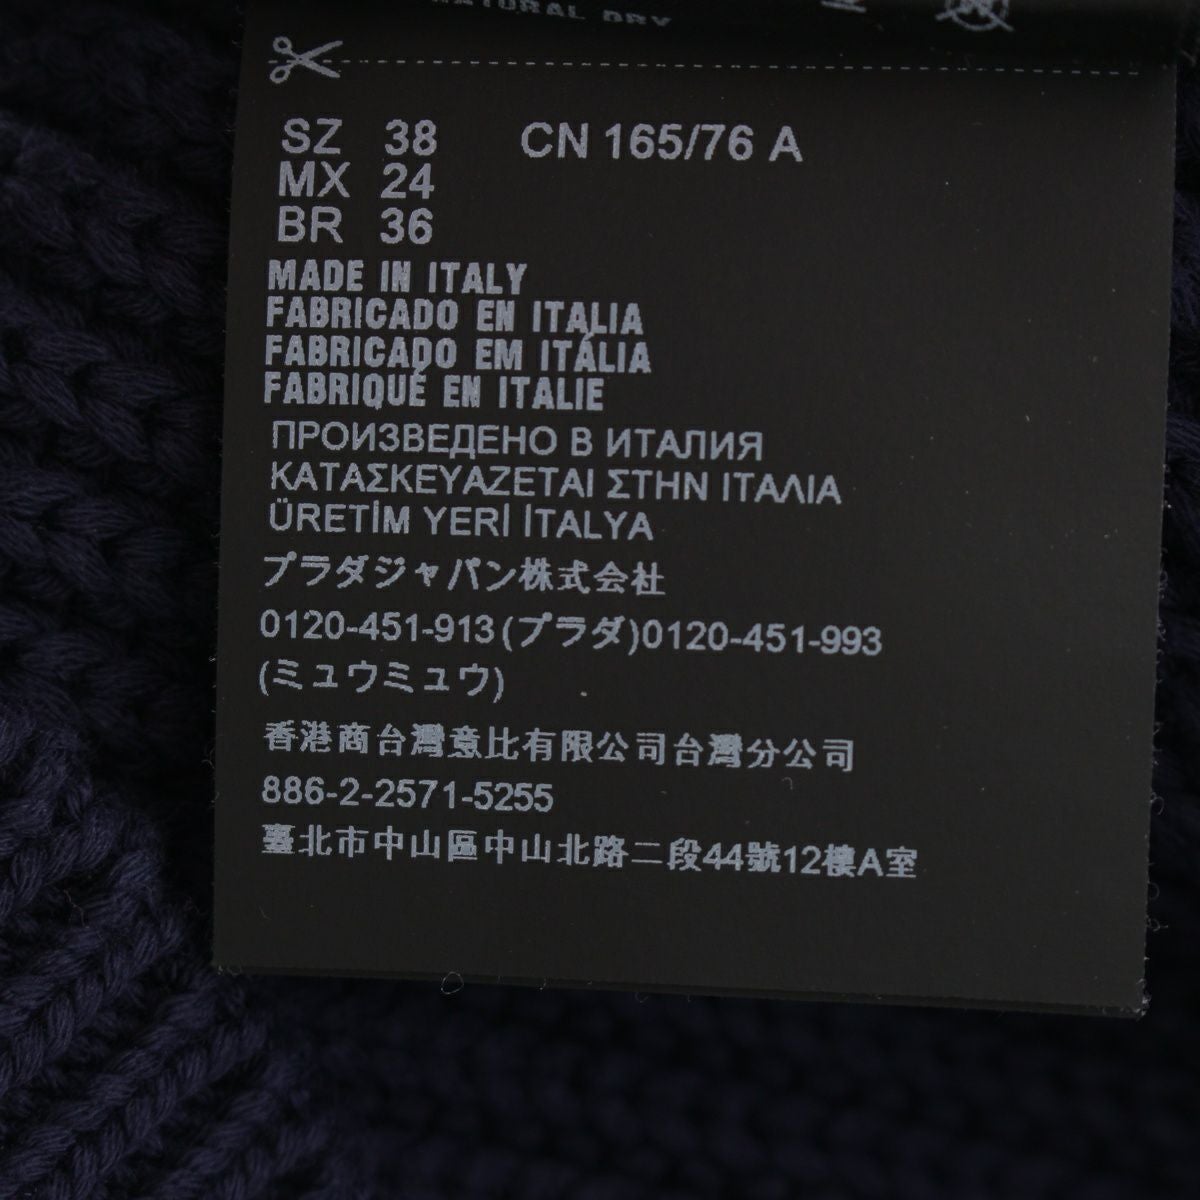 NATURAL DRY
SZ 38 CN 165/76 A
MX 24
BR 36
MADE IN ITALY
FABRICADO EN ITALIA
FABRICADO EM ITÁLIA
FABRIQUÉ EN ITALIE
ПРОИЗВЕДЕНО В ИТАЛИЯ
ΚΑΤΑΣΚΕΥΑΖΕΤΑΙ ΣΤΗΝ ΙΤΑΛΙΑ
ÜRETİM YERİ İTALYA
プラダジャパン株式会社
0120-451-913(プラダ)0120-451-993
(ミュウミュウ)
香港商台灣意比有限公司台灣分公司
886-2-2571-5255
臺北市中山區中山北路二段44號12樓A室